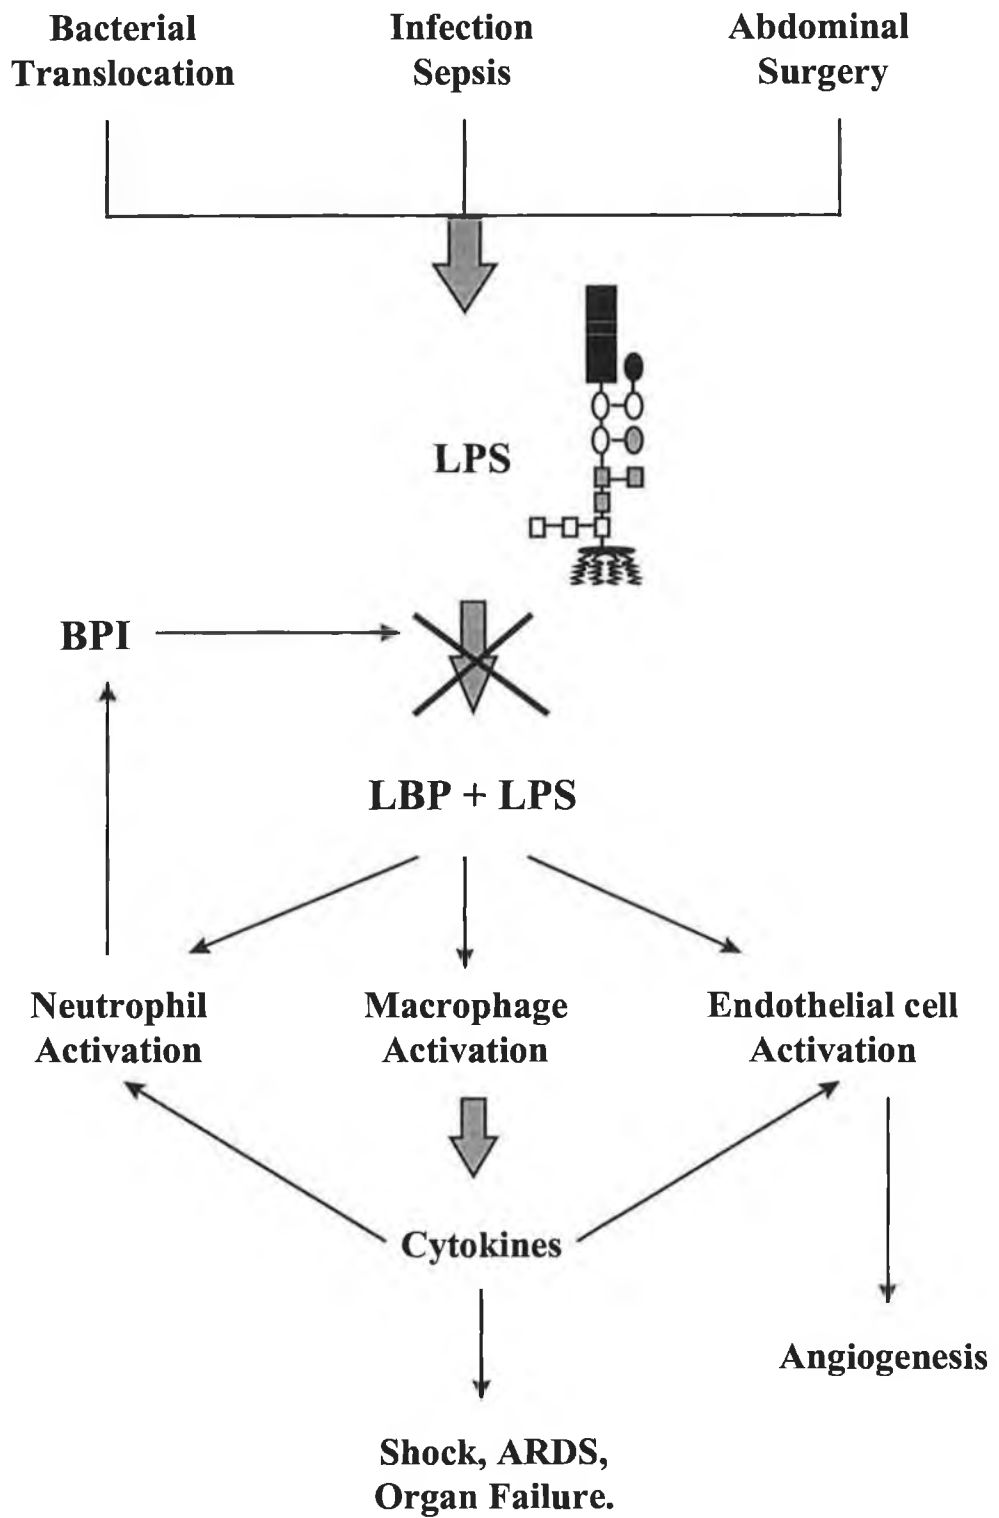 Bacterial
Translocation
Infection
Sepsis
Abdominal
Surgery
LPS
BPI
LBP + LPS
Neutrophil
Activation
Macrophage
Activation
Endothelial cell
Activation
Cytokines
Angiogenesis
Shock, ARDS,
Organ Failure.